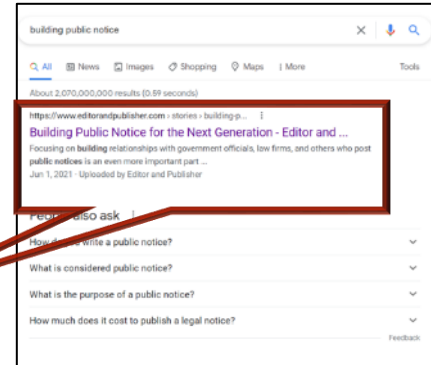 building public notice
All News Images Shopping Maps More Tools
About 2,070,000,000 results (0.59 seconds)
https://www.editorandpublisher.com › stories › building-p...
Building Public Notice for the Next Generation - Editor and ...
Focusing on building relationships with government officials, law firms, and others who post
public notices is an even more important part ...
Jun 1, 2021 · Uploaded by Editor and Publisher
People also ask
How write a public notice?
What is considered public notice?
What is the purpose of a public notice?
How much does it cost to publish a legal notice?
Feedback